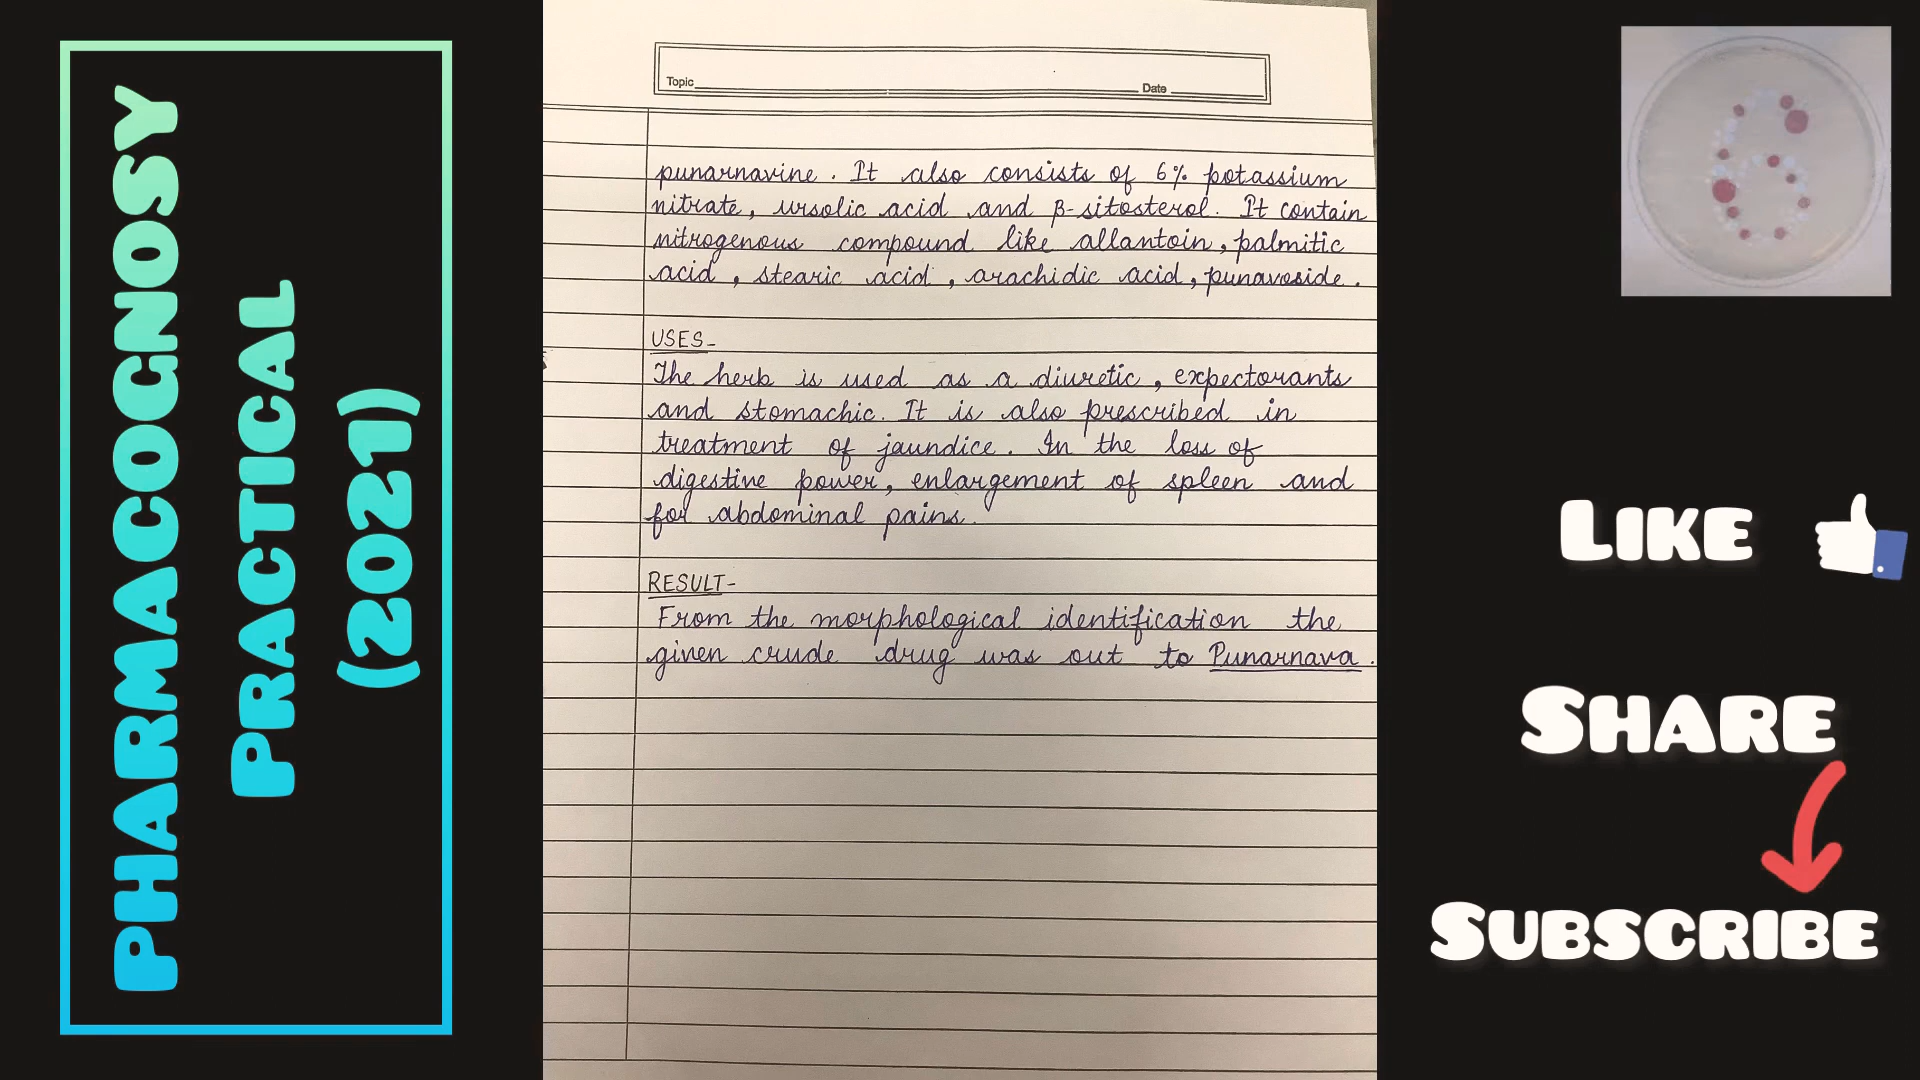 PHARMACOGNOSY
PRACTICAL
(2021)
Topic
Date
punarnavine. It also consists of 6% potassium
nitrate, ursolic acid and β-sitosterol. It contain
nitrogenous compound like allantoin, palmitic
acid, stearic acid, arachidic acid, punavoside.
USES-
The herb is used as a diuretic, expectorants
and stomachic. It is also prescribed in
treatment of jaundice. In the loss of
digestive power, enlargement of spleen and
for abdominal pains.
RESULT-
From the morphological identification the
given crude drug was out to Punarnava.
LIKE
SHARE
SUBSCRIBE